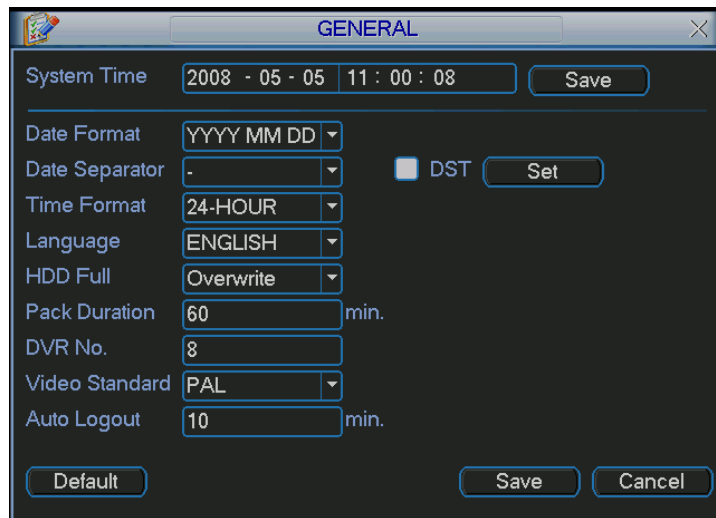 GENERAL
System Time 2008 - 05 - 05 11 : 00 : 08 Save
Date Format YYYY MM DD
Date Separator - DST Set
Time Format 24-HOUR
Language ENGLISH
HDD Full Overwrite
Pack Duration 60 min.
DVR No. 8
Video Standard PAL
Auto Logout 10 min.
Default Save Cancel